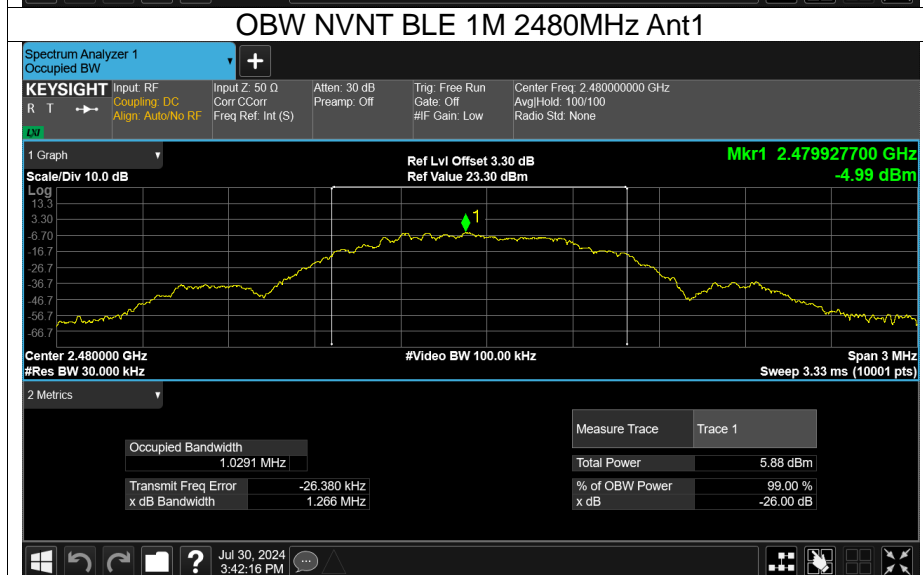 OBW NVNT BLE 1M 2480MHz Ant1
Spectrum Analyzer 1
Occupied BW
+
KEYSIGHT
R T
LXI
Input: RF
Coupling: DC
Align: Auto/No RF
Input Z: 50 Ω
Corr CCorr
Freq Ref: Int (S)
Atten: 30 dB
Preamp: Off
Trig: Free Run
Gate: Off
#IF Gain: Low
Center Freq: 2.480000000 GHz
Avg|Hold: 100/100
Radio Std: None
1 Graph
Scale/Div 10.0 dB
Ref Lvl Offset 3.30 dB
Ref Value 23.30 dBm
Mkr1 2.479927700 GHz
-4.99 dBm
Log
13.3
3.30
-6.70
-16.7
-26.7
-36.7
-46.7
-56.7
-66.7
1
Center 2.480000 GHz
#Res BW 30.000 kHz
#Video BW 100.00 kHz
Span 3 MHz
Sweep 3.33 ms (10001 pts)
2 Metrics
Measure Trace Trace 1
Occupied Bandwidth
1.0291 MHz
Total Power 5.88 dBm
Transmit Freq Error -26.380 kHz
% of OBW Power 99.00 %
x dB Bandwidth 1.266 MHz
x dB -26.00 dB
?
Jul 30, 2024
3:42:16 PM